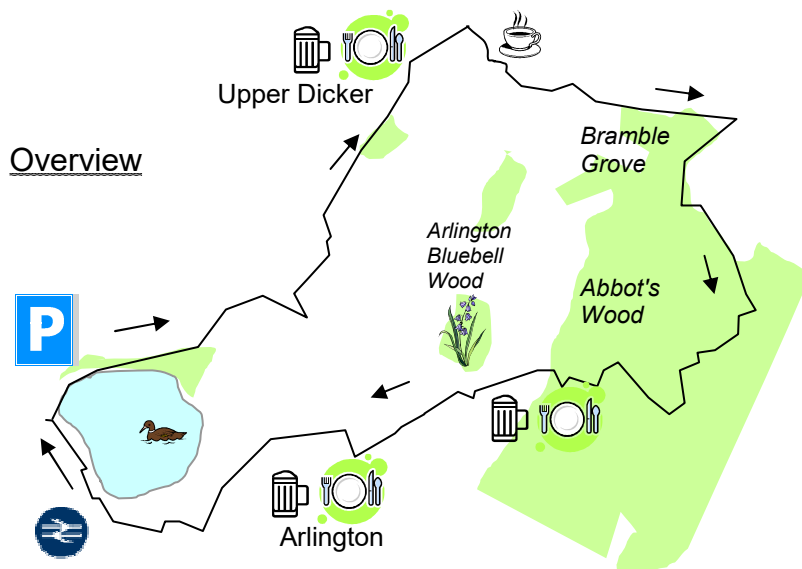 Upper Dicker
Overview
Bramble
Grove
Arlington
Bluebell
Wood
Abbot's
Wood
P
Arlington